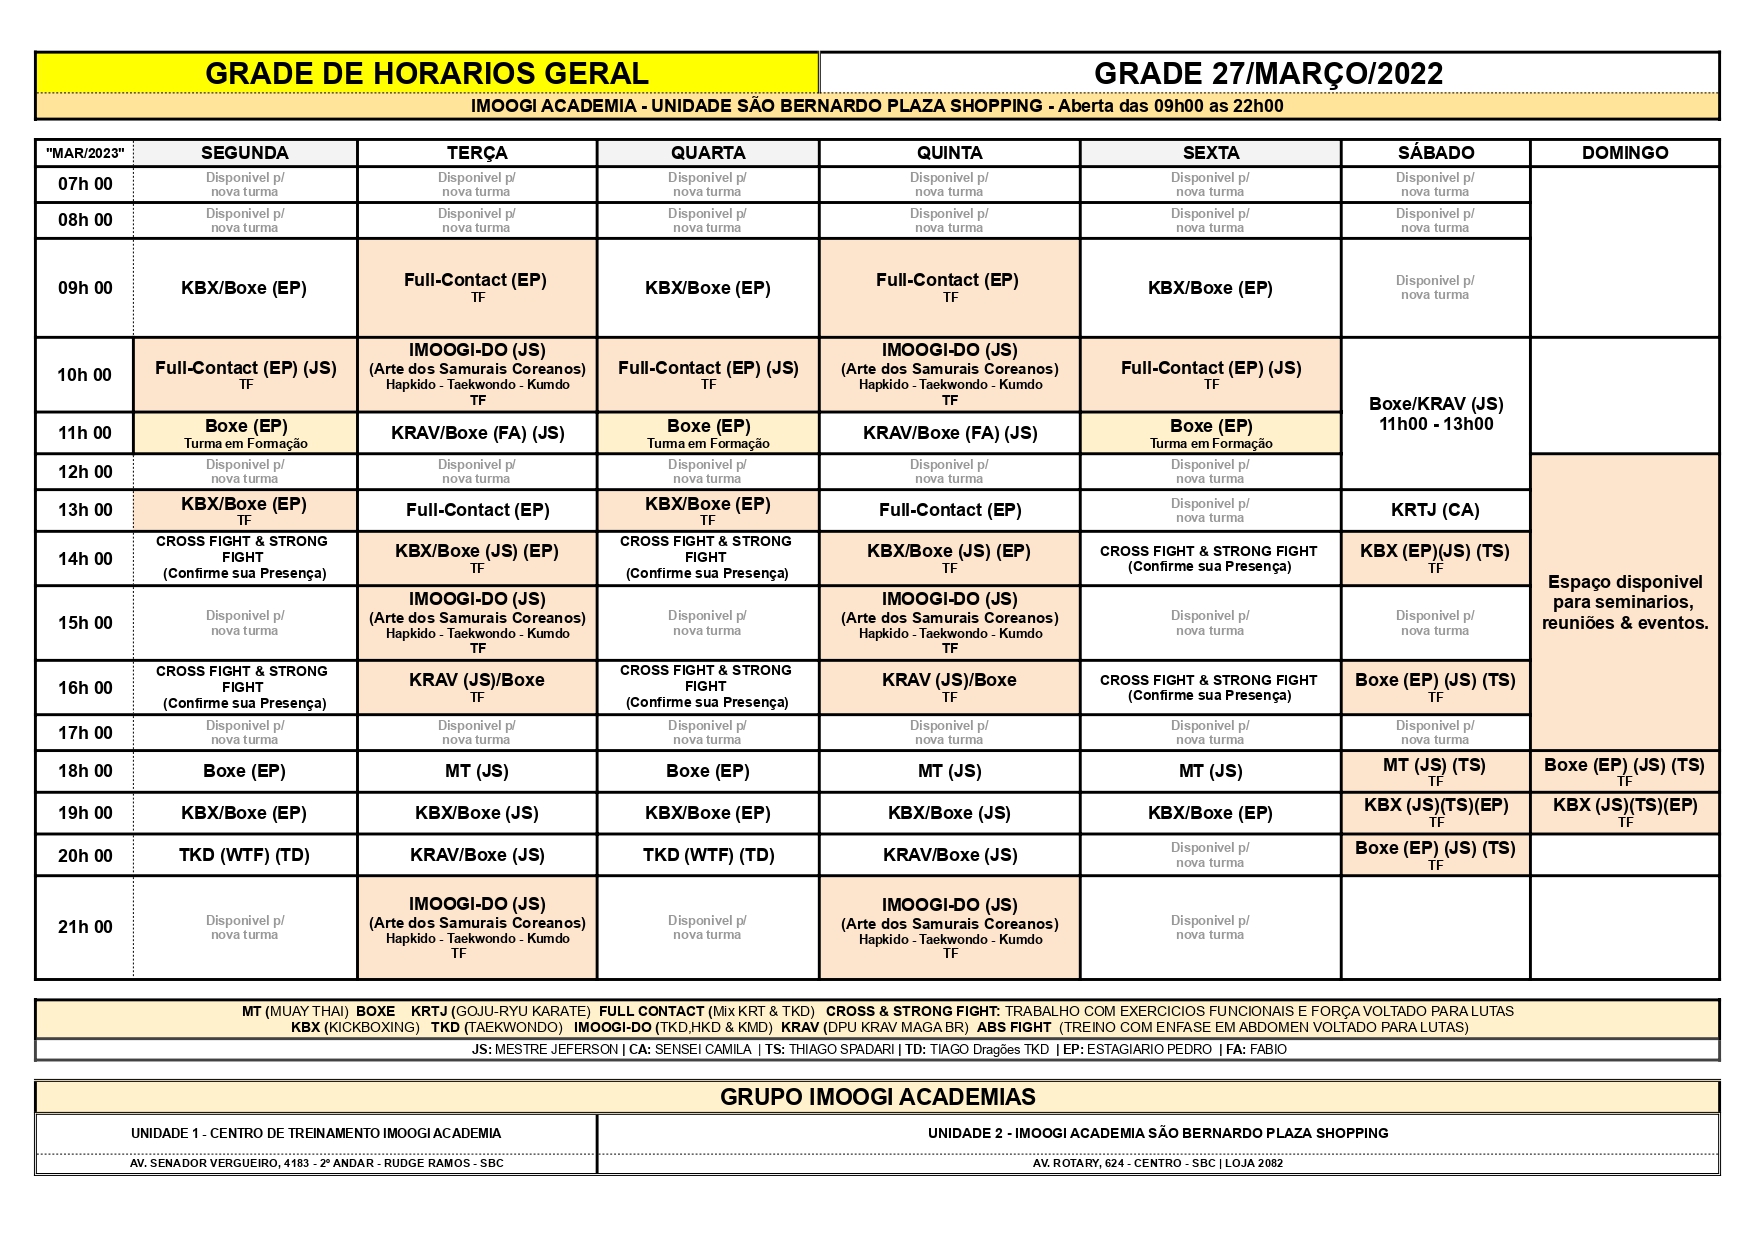 GRADE DE HORARIOS GERAL
GRADE 27/MARÇO/2022
IMOOGI ACADEMIA - UNIDADE SÃO BERNARDO PLAZA SHOPPING - Aberta das 09h00 as 22h00
"MAR/2023" SEGUNDA TERÇA QUARTA QUINTA SEXTA SÁBADO DOMINGO
07h 00
Disponivel p/
nova turma
Disponivel p/
nova turma
Disponivel p/
nova turma
Disponivel p/
nova turma
Disponivel p/
nova turma
Disponivel p/
nova turma
08h 00
Disponivel p/
nova turma
Disponivel p/
nova turma
Disponivel p/
nova turma
Disponivel p/
nova turma
Disponivel p/
nova turma
Disponivel p/
nova turma
09h 00
KBX/Boxe (EP)
Full-Contact (EP)
TF
KBX/Boxe (EP)
Full-Contact (EP)
TF
KBX/Boxe (EP)
Disponivel p/
nova turma
10h 00
Full-Contact (EP) (JS)
TF
IMOOGI-DO (JS)
(Arte dos Samurais Coreanos)
Hapkido - Taekwondo - Kumdo
TF
Full-Contact (EP) (JS)
TF
IMOOGI-DO (JS)
(Arte dos Samurais Coreanos)
Hapkido - Taekwondo - Kumdo
TF
Full-Contact (EP) (JS)
TF
Boxe/KRAV (JS)
11h00 - 13h00
11h 00
Boxe (EP)
Turma em Formação
KRAV/Boxe (FA) (JS)
Boxe (EP)
Turma em Formação
KRAV/Boxe (FA) (JS)
Boxe (EP)
Turma em Formação
12h 00
Disponivel p/
nova turma
Disponivel p/
nova turma
Disponivel p/
nova turma
Disponivel p/
nova turma
Disponivel p/
nova turma
Espaço disponivel
para seminarios,
reuniões & eventos.
13h 00
KBX/Boxe (EP)
TF
Full-Contact (EP)
KBX/Boxe (EP)
TF
Full-Contact (EP)
Disponivel p/
nova turma
KRTJ (CA)
14h 00
CROSS FIGHT & STRONG
FIGHT
(Confirme sua Presença)
KBX/Boxe (JS) (EP)
TF
CROSS FIGHT & STRONG
FIGHT
(Confirme sua Presença)
KBX/Boxe (JS) (EP)
TF
CROSS FIGHT & STRONG FIGHT
(Confirme sua Presença)
KBX (EP)(JS) (TS)
TF
15h 00
Disponivel p/
nova turma
IMOOGI-DO (JS)
(Arte dos Samurais Coreanos)
Hapkido - Taekwondo - Kumdo
TF
Disponivel p/
nova turma
IMOOGI-DO (JS)
(Arte dos Samurais Coreanos)
Hapkido - Taekwondo - Kumdo
TF
Disponivel p/
nova turma
Disponivel p/
nova turma
16h 00
CROSS FIGHT & STRONG
FIGHT
(Confirme sua Presença)
KRAV (JS)/Boxe
TF
CROSS FIGHT & STRONG
FIGHT
(Confirme sua Presença)
KRAV (JS)/Boxe
TF
CROSS FIGHT & STRONG FIGHT
(Confirme sua Presença)
Boxe (EP) (JS) (TS)
TF
17h 00
Disponivel p/
nova turma
Disponivel p/
nova turma
Disponivel p/
nova turma
Disponivel p/
nova turma
Disponivel p/
nova turma
Disponivel p/
nova turma
18h 00
Boxe (EP)
MT (JS)
Boxe (EP)
MT (JS)
MT (JS)
MT (JS) (TS)
TF
Boxe (EP) (JS) (TS)
TF
19h 00
KBX/Boxe (EP)
KBX/Boxe (JS)
KBX/Boxe (EP)
KBX/Boxe (JS)
KBX/Boxe (EP)
KBX (JS)(TS)(EP)
TF
KBX (JS)(TS)(EP)
TF
20h 00
TKD (WTF) (TD)
KRAV/Boxe (JS)
TKD (WTF) (TD)
KRAV/Boxe (JS)
Disponivel p/
nova turma
Boxe (EP) (JS) (TS)
TF
21h 00
Disponivel p/
nova turma
IMOOGI-DO (JS)
(Arte dos Samurais Coreanos)
Hapkido - Taekwondo - Kumdo
TF
Disponivel p/
nova turma
IMOOGI-DO (JS)
(Arte dos Samurais Coreanos)
Hapkido - Taekwondo - Kumdo
TF
Disponivel p/
nova turma
MT (MUAY THAI) BOXE KRTJ (GOJU-RYU KARATE) FULL CONTACT (Mix KRT & TKD) CROSS & STRONG FIGHT: TRABALHO COM EXERCICIOS FUNCIONAIS E FORÇA VOLTADO PARA LUTAS
KBX (KICKBOXING) TKD (TAEKWONDO) IMOOGI-DO (TKD,HKD & KMD) KRAV (DPU KRAV MAGA BR) ABS FIGHT (TREINO COM ENFASE EM ABDOMEN VOLTADO PARA LUTAS)
JS: MESTRE JEFERSON | CA: SENSEI CAMILA | TS: THIAGO SPADARI | TD: TIAGO Dragões TKD | EP: ESTAGIARIO PEDRO | FA: FABIO
GRUPO IMOOGI ACADEMIAS
UNIDADE 1 - CENTRO DE TREINAMENTO IMOOGI ACADEMIA
UNIDADE 2 - IMOOGI ACADEMIA SÃO BERNARDO PLAZA SHOPPING
AV. SENADOR VERGUEIRO, 4183 - 2º ANDAR - RUDGE RAMOS - SBC
AV. ROTARY, 624 - CENTRO - SBC | LOJA 2082